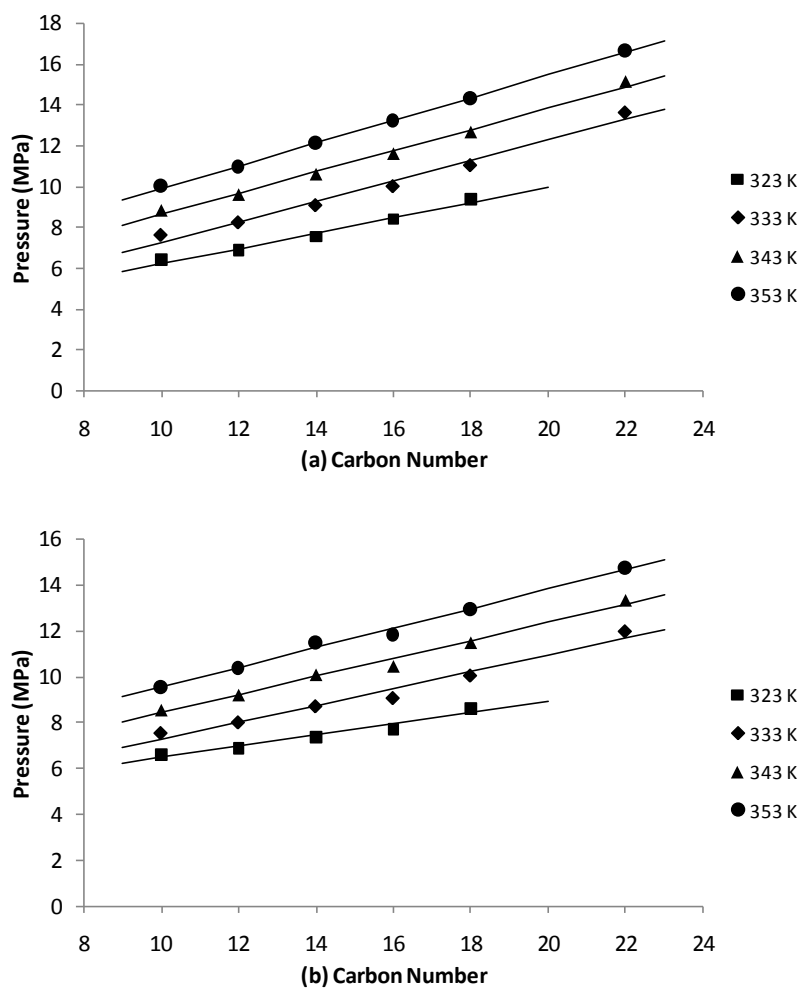 18
16
14
12
10
8
6
4
2
0
Pressure (MPa)
8 10 12 14 16 18 20 22 24
(a) Carbon Number
323 K
333 K
343 K
353 K
16
14
12
10
8
6
4
2
0
Pressure (MPa)
8 10 12 14 16 18 20 22 24
(b) Carbon Number
323 K
333 K
343 K
353 K